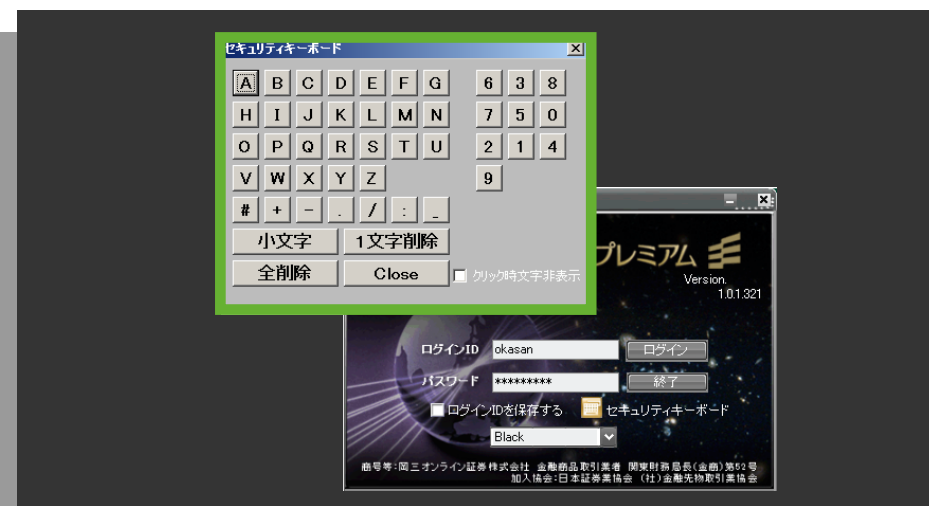 セキュリティキーボード
A B C D E F G 6 3 8
H I J K L M N 7 5 0
O P Q R S T U 2 1 4
V W X Y Z 9
# + - . / : _
小文字 1文字削除
全削除 Close クリック時文字非表示
プレミアム
Version.
1.0.1.321
ログインID okasan ログイン
パスワード ********* 終了
ログインIDを保存する セキュリティキーボード
Black
商号等:岡三オンライン証券株式会社 金融商品取引業者 関東財務局長(金商)第52号
加入協会:日本証券業協会 (社)金融先物取引業協会